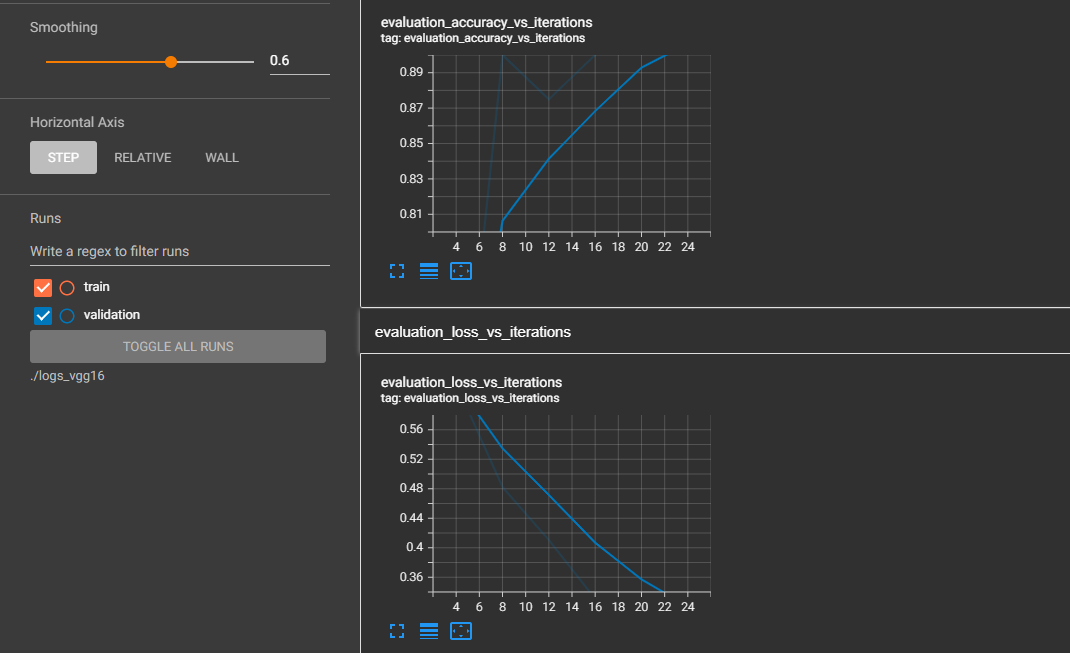 Smoothing
0.6
Horizontal Axis
STEP RELATIVE WALL
Runs
Write a regex to filter runs
train
validation
TOGGLE ALL RUNS
./logs_vgg16
evaluation_accuracy_vs_iterations
tag: evaluation_accuracy_vs_iterations
0.89
0.87
0.85
0.83
0.81
4 6 8 10 12 14 16 18 20 22 24
evaluation_loss_vs_iterations
evaluation_loss_vs_iterations
tag: evaluation_loss_vs_iterations
0.56
0.52
0.48
0.44
0.4
0.36
4 6 8 10 12 14 16 18 20 22 24